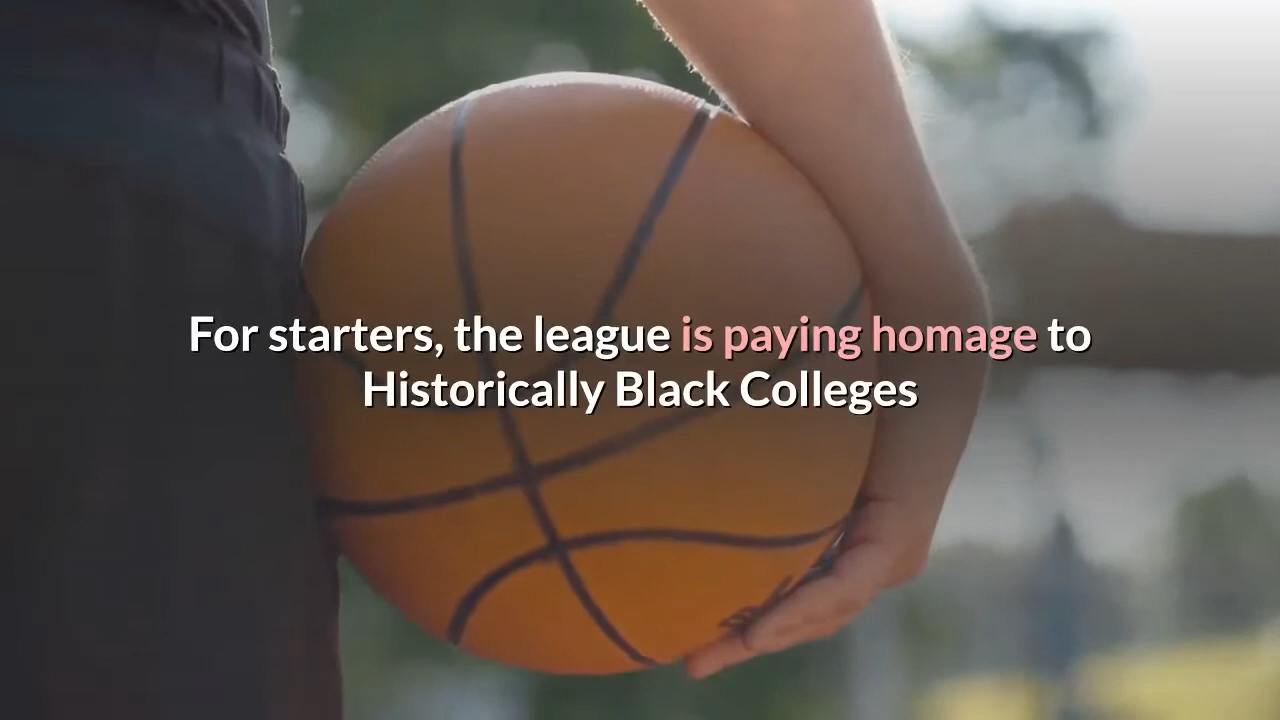 For starters, the league is paying homage to
Historically Black Colleges